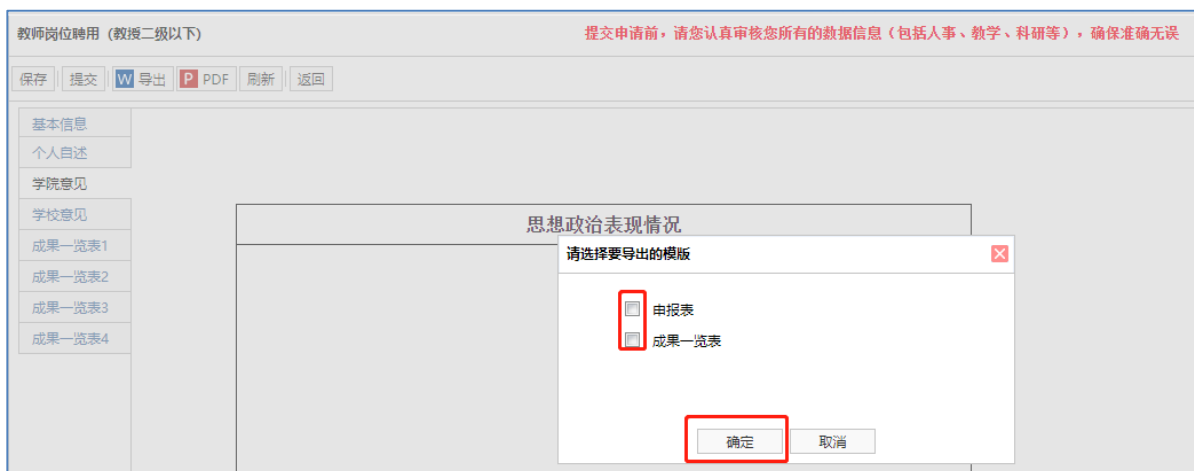 教师岗位聘用（教授二级以下） 提交申请前，请您认真审核您所有的数据信息（包括人事、教学、科研等），确保准确无误
保存 提交 W 导出 P PDF 刷新 返回
基本信息
个人自述
学院意见
学校意见
成果一览表1
成果一览表2
成果一览表3
成果一览表4
思想政治表现情况
请选择要导出的模版
申报表
成果一览表
确定 取消